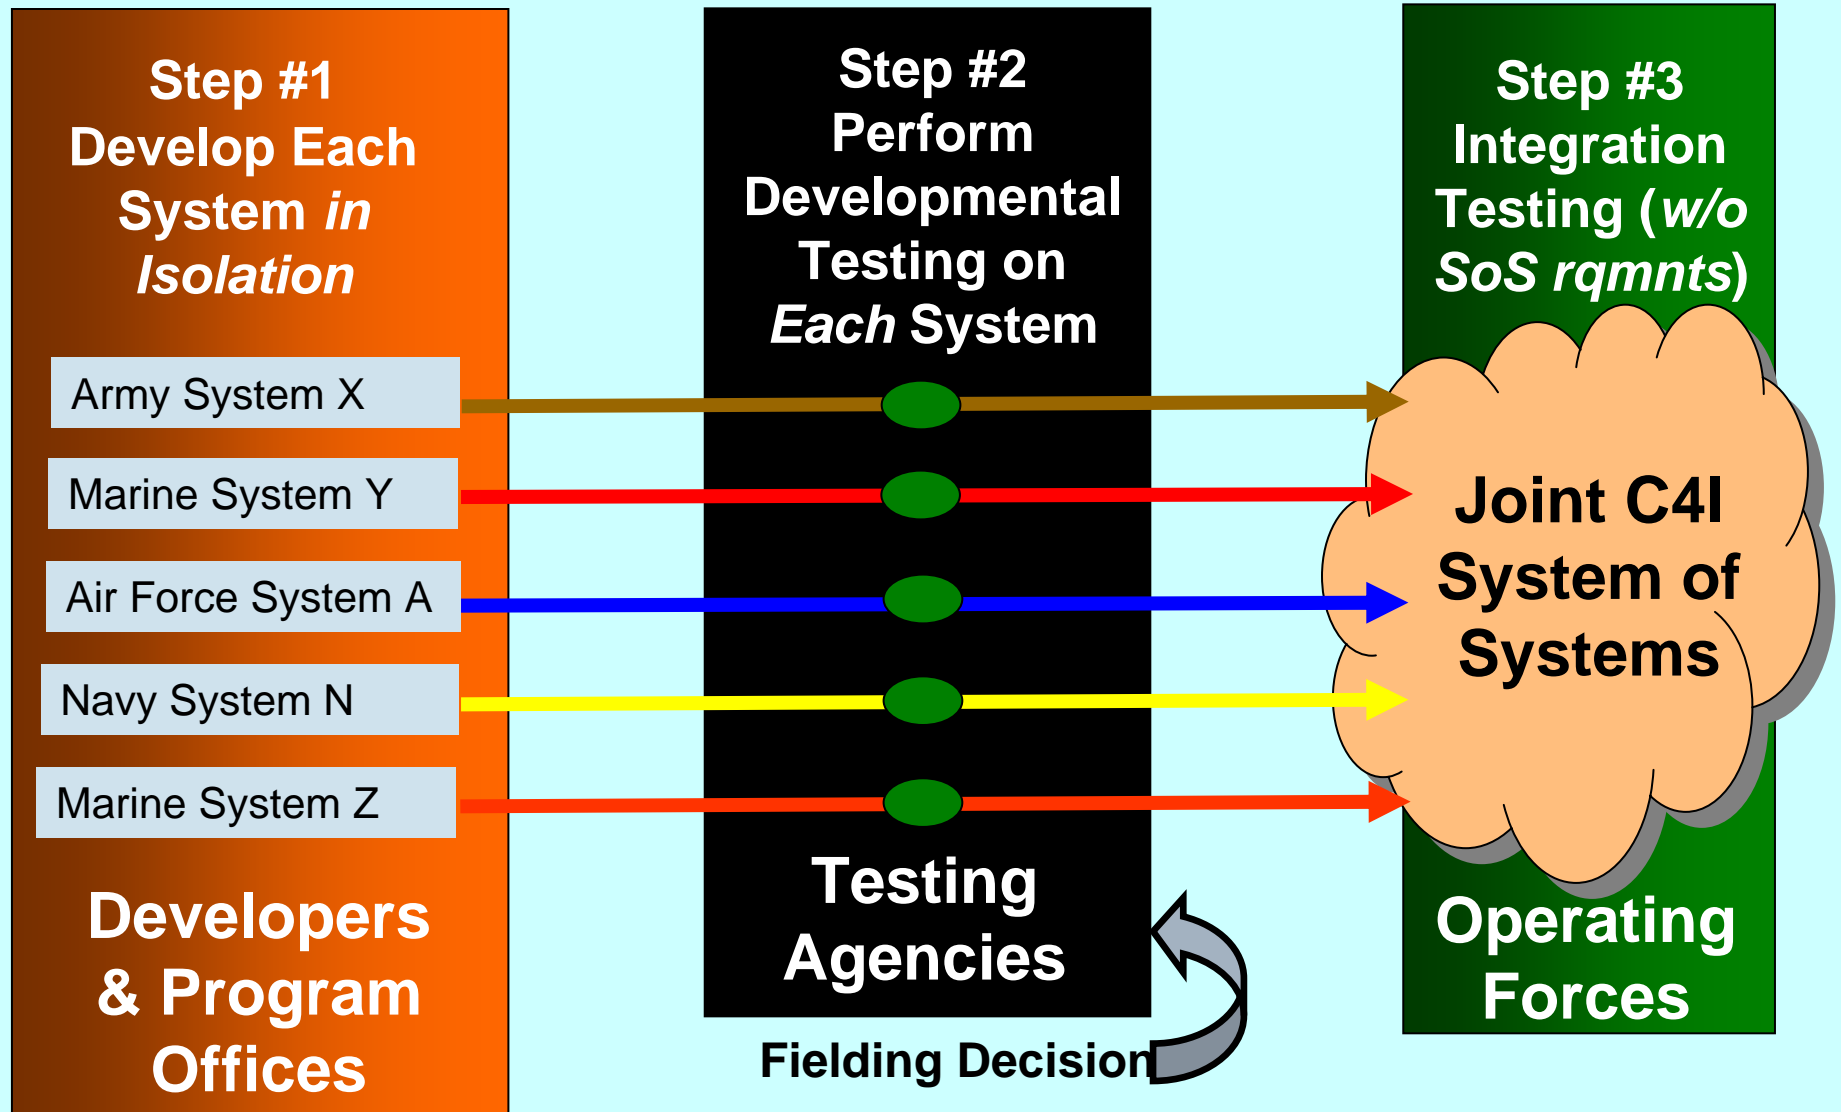 Step #1
Develop Each
System in
Isolation
Army System X
Marine System Y
Air Force System A
Navy System N
Marine System Z
Developers
& Program
Offices
Step #2
Perform
Developmental
Testing on
Each System
Testing
Agencies
Fielding Decision
Step #3
Integration
Testing (w/o
SoS rqmnts)
Joint C4I
System of
Systems
Operating
Forces